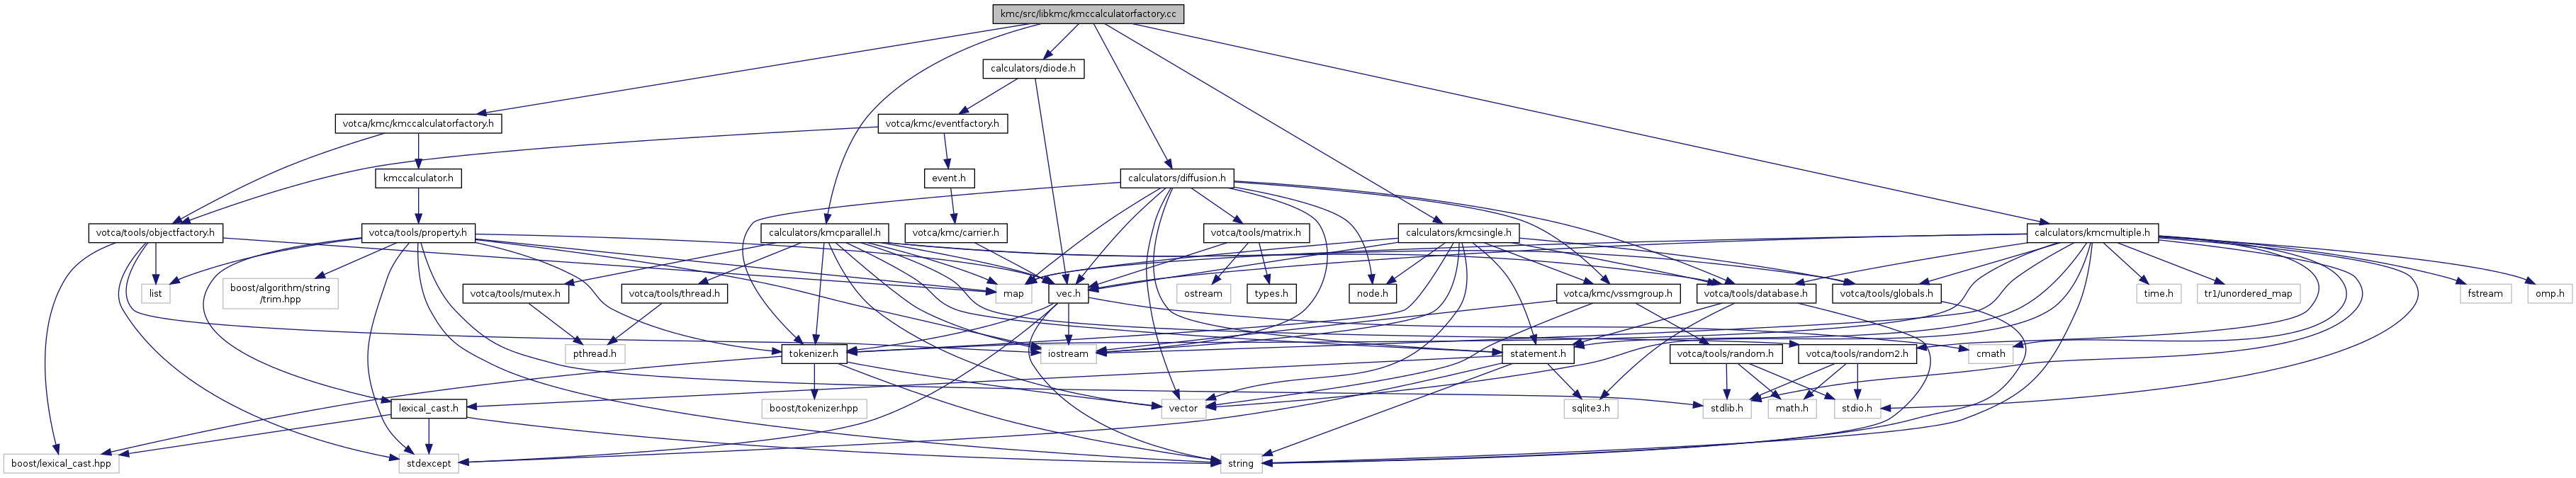 kmc/src/libkmc/kmccalculatorfactory.cc
calculators/diode.h
votca/kmc/kmccalculatorfactory.h
votca/kmc/eventfactory.h
kmccalculator.h
event.h
calculators/diffusion.h
votca/tools/objectfactory.h
votca/tools/property.h
calculators/kmcparallel.h
votca/kmc/carrier.h
votca/tools/matrix.h
calculators/kmcsingle.h
calculators/kmcmultiple.h
list
boost/algorithm/string
/trim.hpp
votca/tools/mutex.h
votca/tools/thread.h
map
vec.h
ostream
types.h
node.h
votca/kmc/vssmgroup.h
votca/tools/database.h
votca/tools/globals.h
time.h
tr1/unordered_map
fstream
omp.h
pthread.h
tokenizer.h
iostream
statement.h
votca/tools/random.h
votca/tools/random2.h
cmath
lexical_cast.h
boost/tokenizer.hpp
vector
sqlite3.h
stdlib.h
math.h
stdio.h
boost/lexical_cast.hpp
stdexcept
string